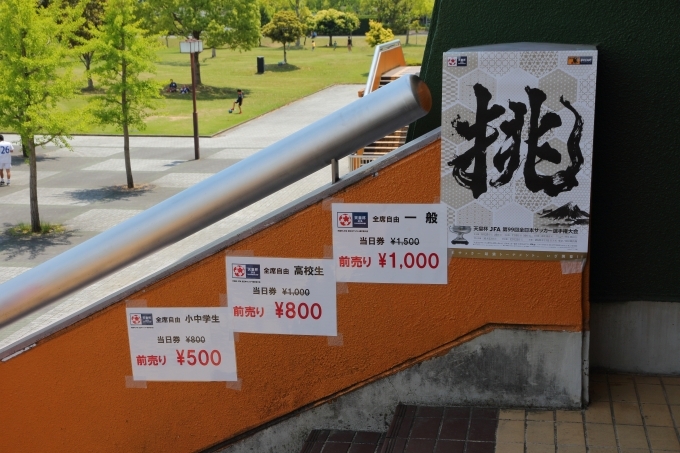 挑
天皇杯 JFA 第99回全日本サッカー選手権大会
全席自由 一般
当日券 ¥1,500
前売り ¥1,000
全席自由 高校生
当日券 ¥1,000
前売り ¥800
全席自由 小中学生
当日券 ¥800
前売り ¥500
26